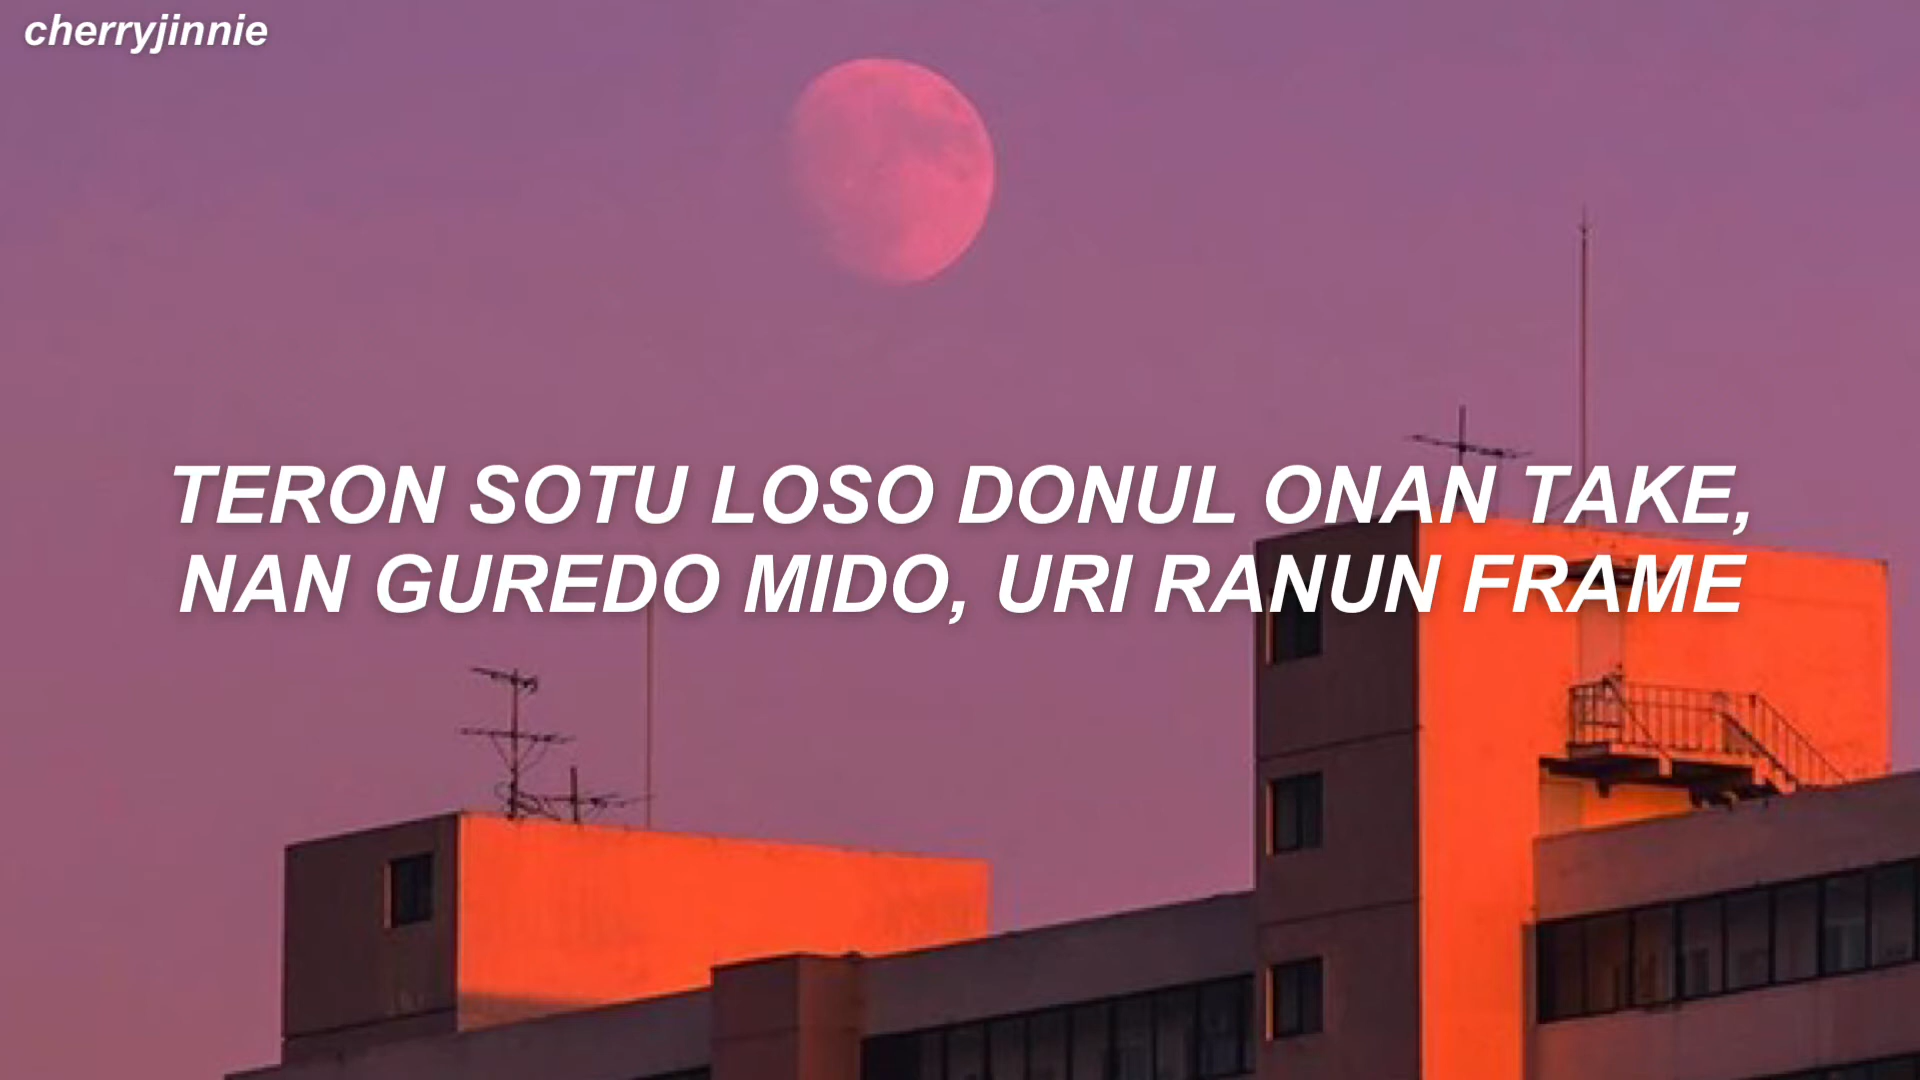 cherryjinnie
TERON SOTU LOSO DONUL ONAN TAKE,
NAN GUREDO MIDO, URI RANUN FRAME